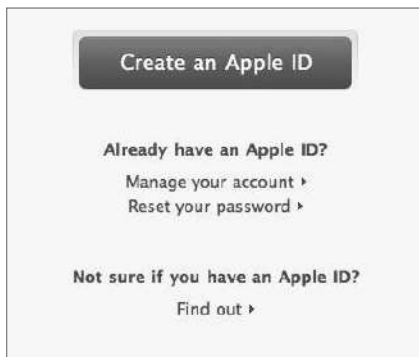 Create an Apple ID
Already have an Apple ID?
Manage your account ▸
Reset your password ▸
Not sure if you have an Apple ID?
Find out ▸